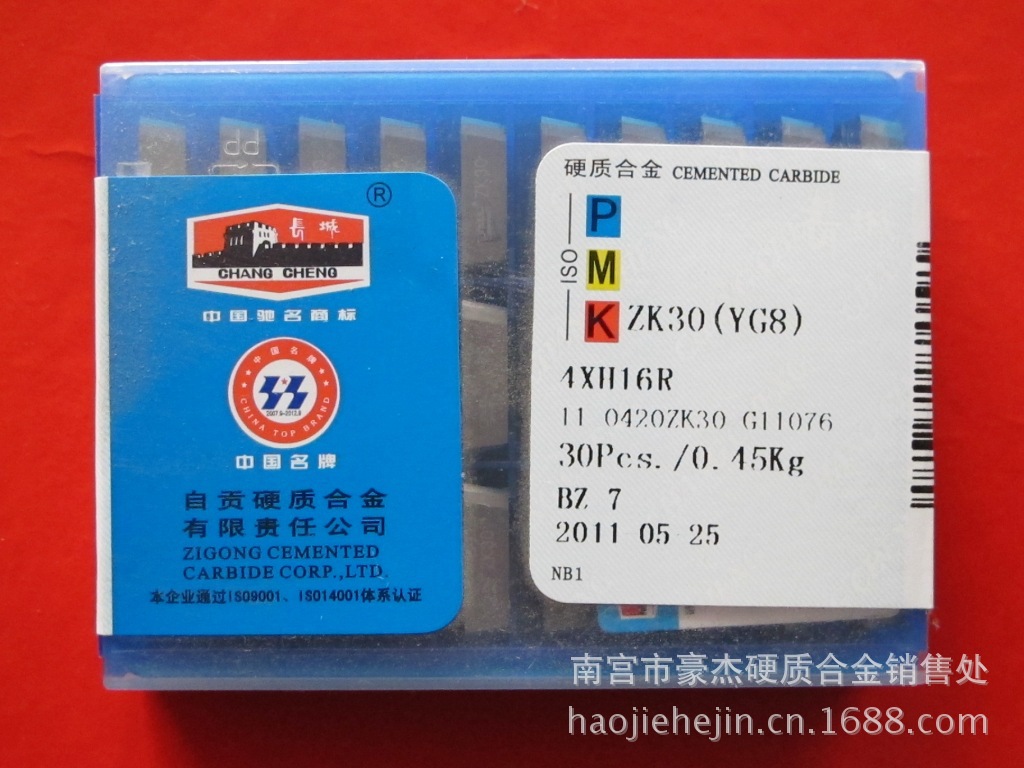 ®
長城
CHANG CHENG
中国驰名商标
中国名牌
2007.9-2012.9
CHINA TOP BRAND
中国名牌
自贡硬质合金
有限责任公司
ZIGONG CEMENTED
CARBIDE CORP.,LTD.
本企业通过ISO9001、ISO14001体系认证
硬质合金 CEMENTED CARBIDE
ISO
P
M
K ZK30(YG8)
4XH16R
11 0420ZK30 G11076
30Pcs./0.45Kg
BZ 7
2011 05 25
NB1
南宫市豪杰硬质合金销售处
haojiehejin.cn.1688.com